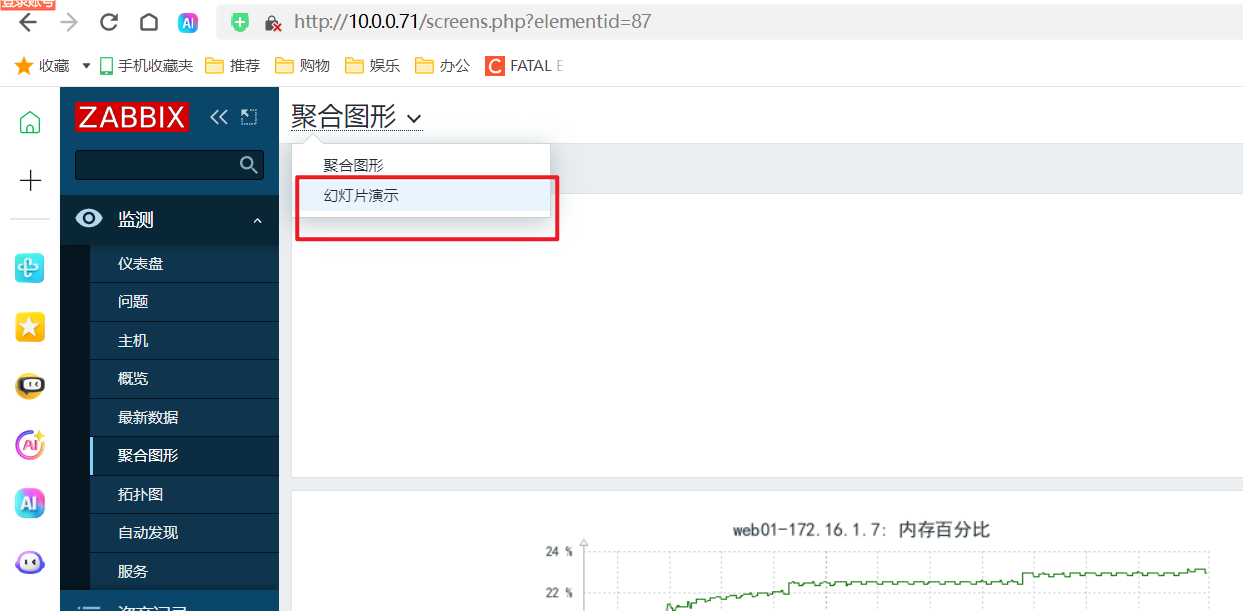 登录账号
http://10.0.0.71/screens.php?elementid=87
收藏 手机收藏夹 推荐 购物 娱乐 办公 C FATAL E
ZABBIX
聚合图形
聚合图形
幻灯片演示
监测
仪表盘
问题
主机
概览
最新数据
聚合图形
拓扑图
自动发现
服务
AI
AI
AI
web01-172.16.1.7: 内存百分比
24 %
22 %